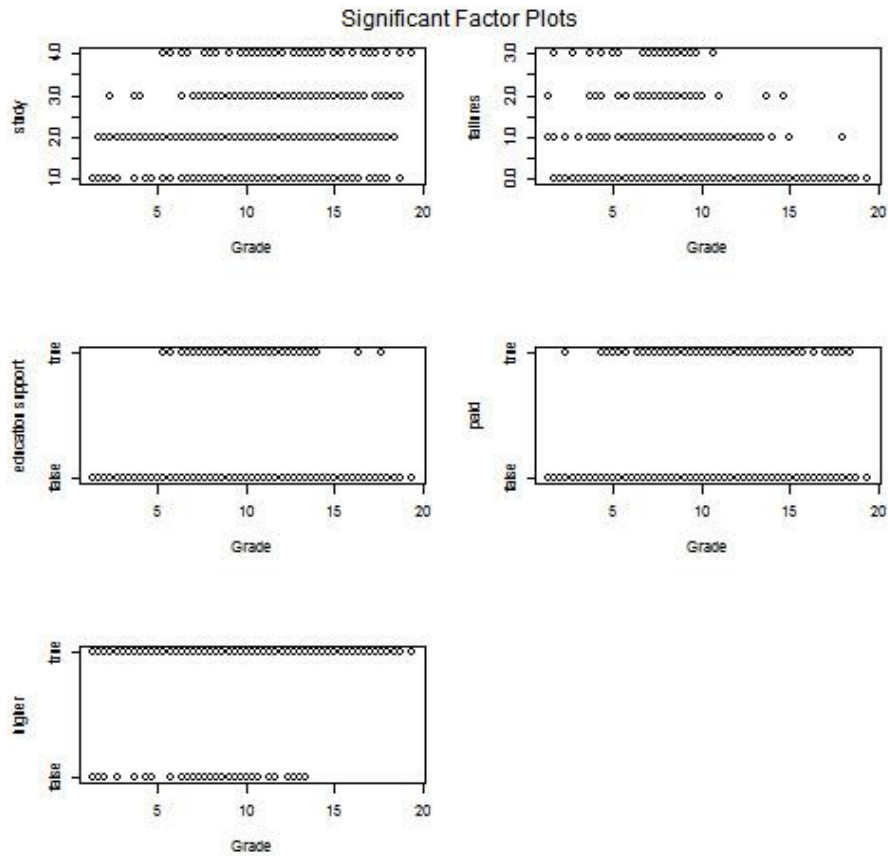 Significant Factor Plots
study
4.0
3.0
2.0
1.0
5 10 15 20
Grade
failures
3.0
2.0
1.0
0.0
5 10 15 20
Grade
education support
true
false
5 10 15 20
Grade
paid
true
false
5 10 15 20
Grade
higher
true
false
5 10 15 20
Grade